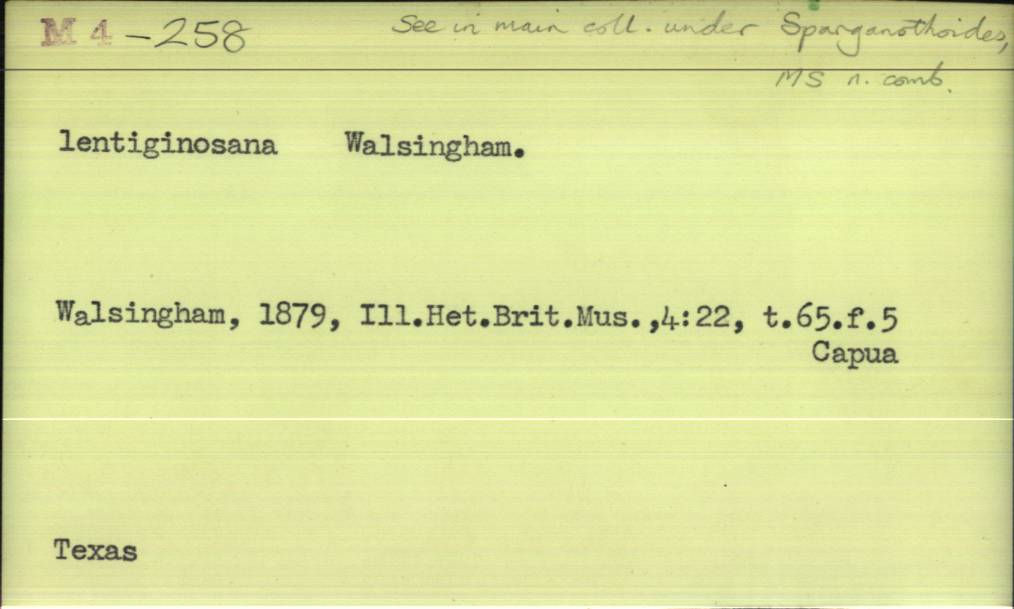 M 4 - 258 See in main coll. under Sparganothoides,
MS n. comb.
lentiginosana Walsingham.
Walsingham, 1879, Ill.Het.Brit.Mus.,4:22, t.65.f.5
Capua
Texas